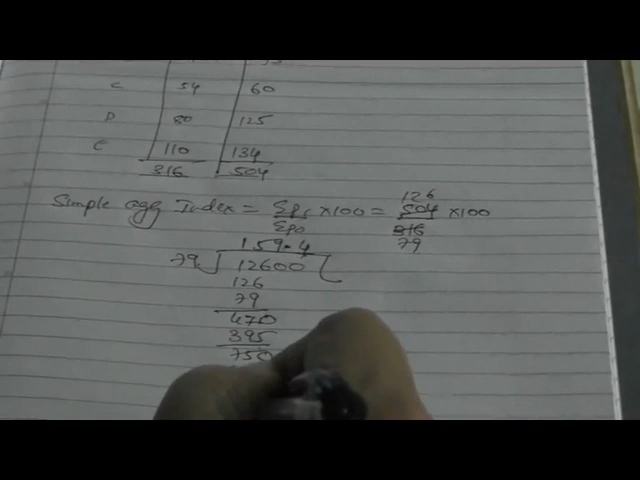 C 54 60
D 80 125
E 110 134
316 504
Simple agg Index = Σp₁/Σp₀ ×100 = 504/316 ×100
126
79
159.4
79 12600
126
79
470
395
750